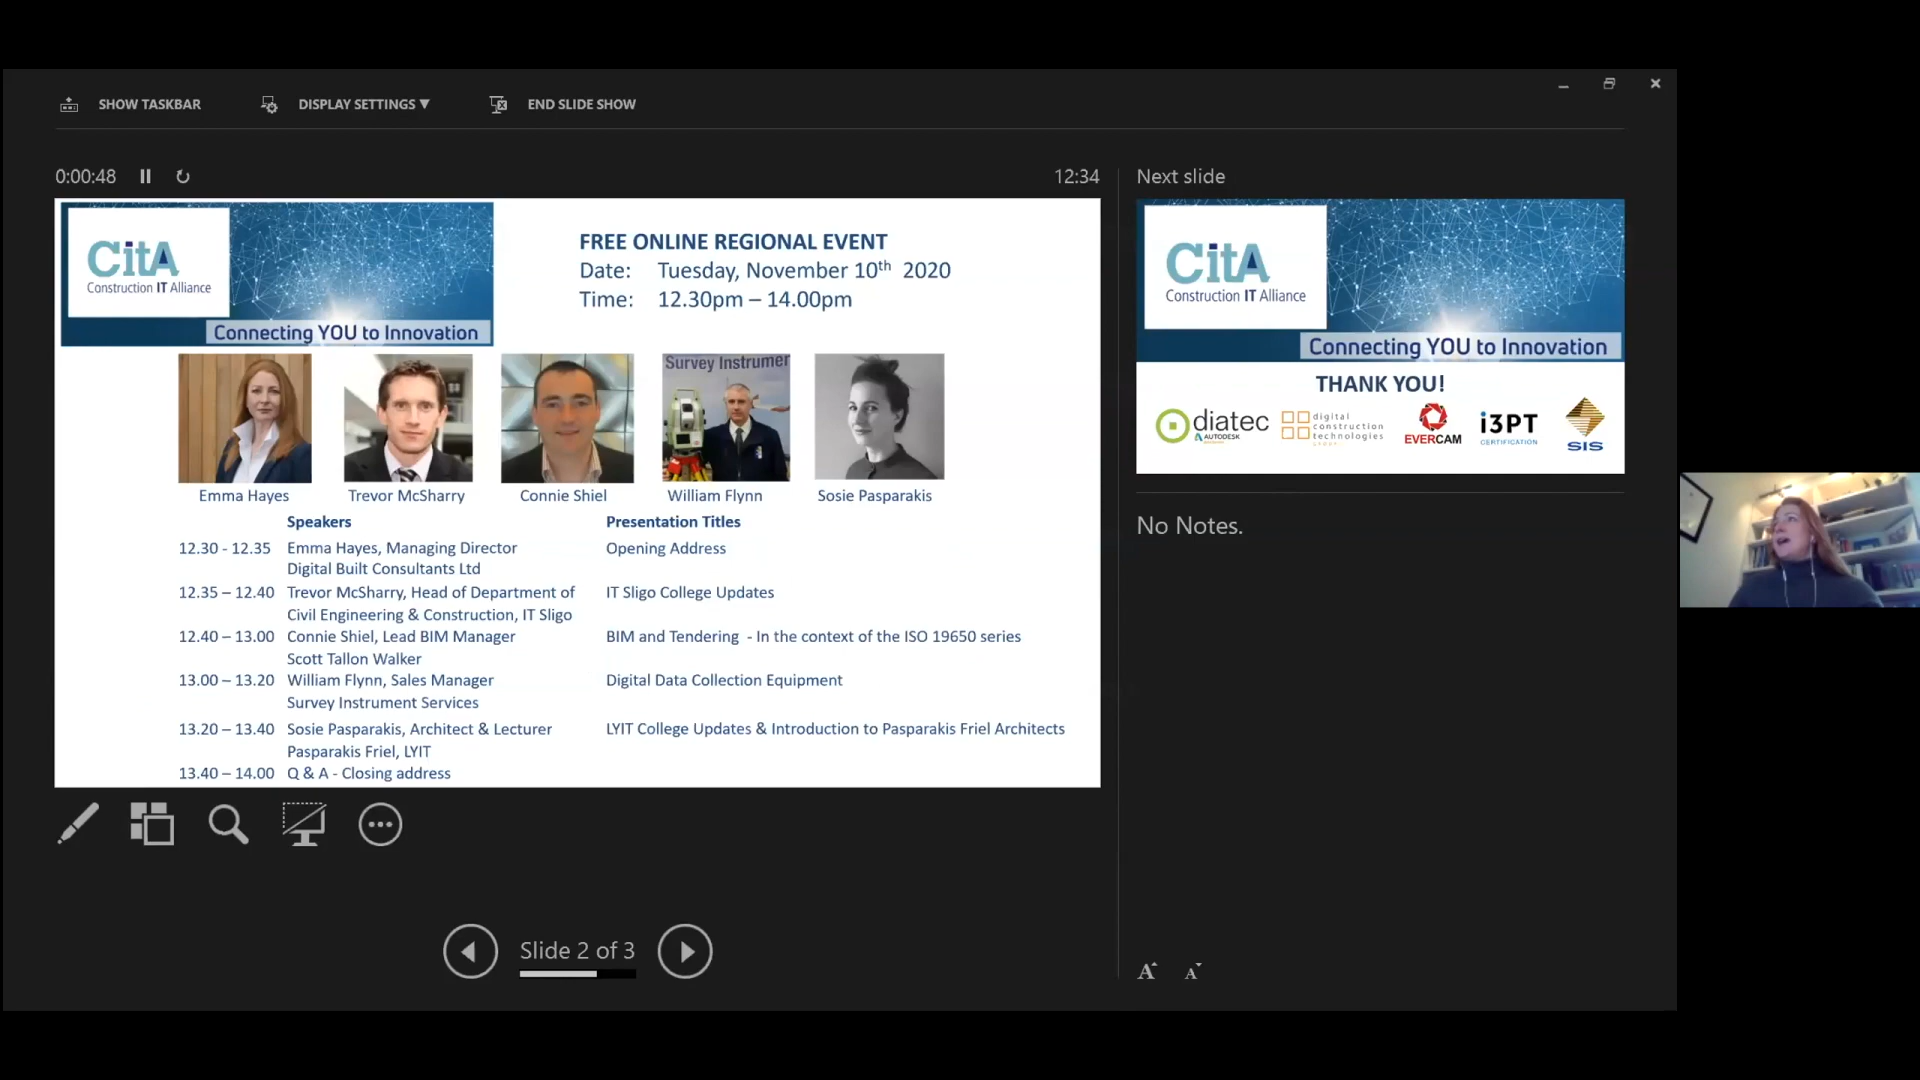 SHOW TASKBAR
DISPLAY SETTINGS ▼
END SLIDE SHOW
0:00:48
12:34
Next slide
CitA
Construction IT Alliance
Connecting YOU to Innovation
FREE ONLINE REGIONAL EVENT
Date: Tuesday, November 10th 2020
Time: 12.30pm – 14.00pm
Survey Instrumen
Emma Hayes
Trevor McSharry
Connie Shiel
William Flynn
Sosie Pasparakis
Speakers
Presentation Titles
12.30 - 12.35 Emma Hayes, Managing Director Opening Address
Digital Built Consultants Ltd
12.35 – 12.40 Trevor McSharry, Head of Department of IT Sligo College Updates
Civil Engineering & Construction, IT Sligo
12.40 – 13.00 Connie Shiel, Lead BIM Manager BIM and Tendering - In the context of the ISO 19650 series
Scott Tallon Walker
13.00 – 13.20 William Flynn, Sales Manager Digital Data Collection Equipment
Survey Instrument Services
13.20 – 13.40 Sosie Pasparakis, Architect & Lecturer LYIT College Updates & Introduction to Pasparakis Friel Architects
Pasparakis Friel, LYIT
13.40 – 14.00 Q & A - Closing address
CitA
Construction IT Alliance
Connecting YOU to Innovation
THANK YOU!
diatec
AUTODESK
digital
construction
technologies
EVERCAM
i3PT
CERTIFICATION
SIS
No Notes.
Slide 2 of 3
A A